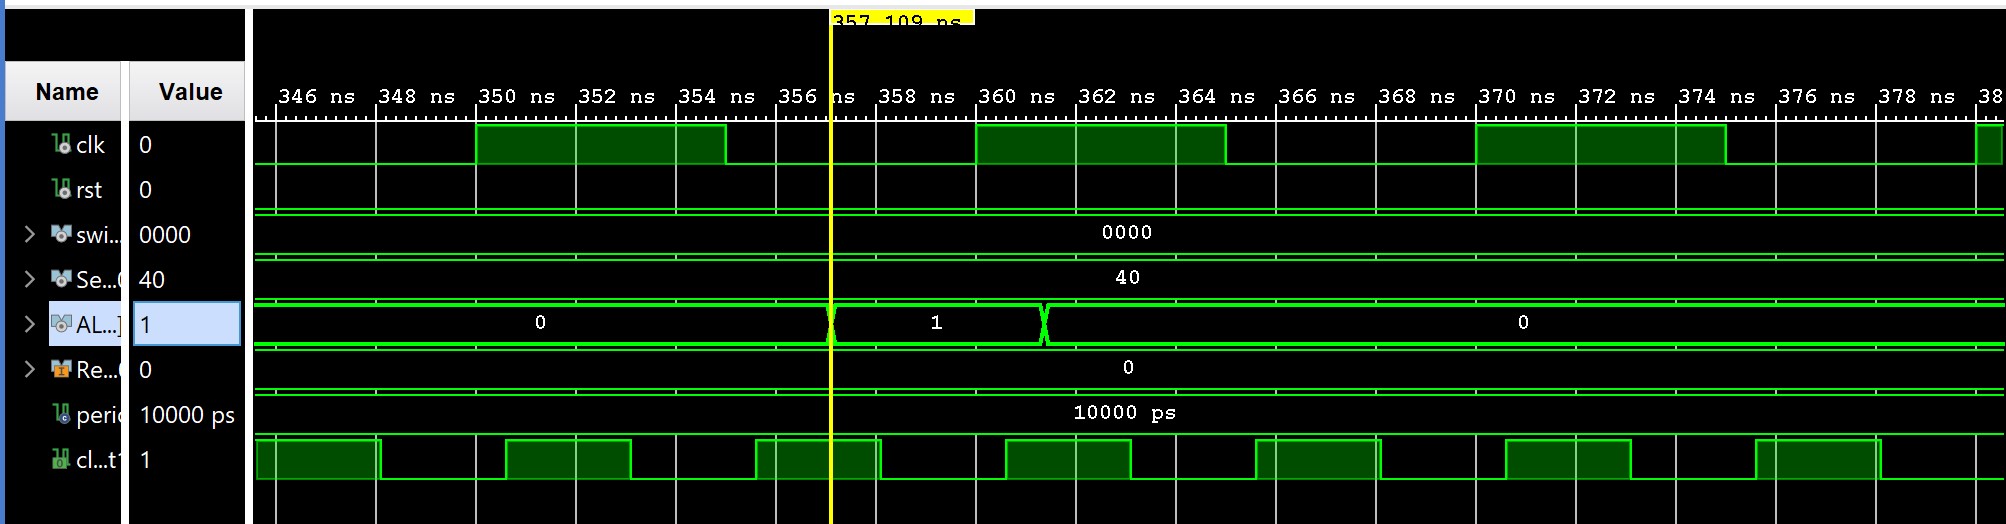 357.109 ns
Name Value
346 ns 348 ns 350 ns 352 ns 354 ns 356 ns 358 ns 360 ns 362 ns 364 ns 366 ns 368 ns 370 ns 372 ns 374 ns 376 ns 378 ns 38
clk 0
rst 0
swi... 0000 0000
Se... 40 40
AL...] 1 0 1 0
Re... 0 0
peri 10000 ps 10000 ps
cl...t 1